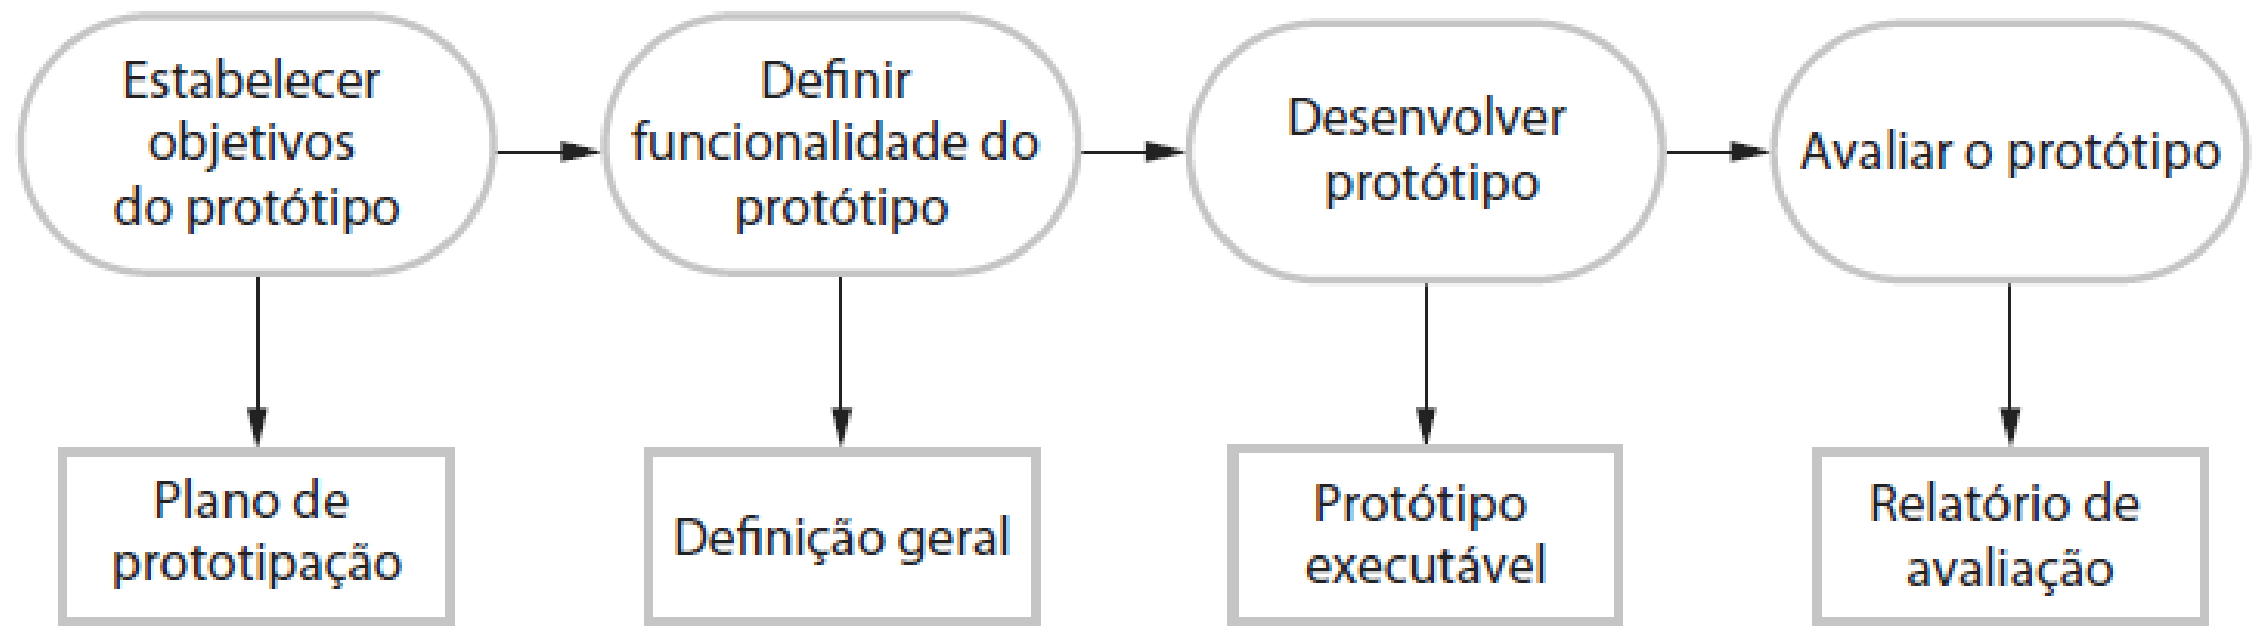 Estabelecer
objetivos
do protótipo
Definir
funcionalidade do
protótipo
Desenvolver
protótipo
Avaliar o protótipo
Plano de
prototipação
Definição geral
Protótipo
executável
Relatório de
avaliação